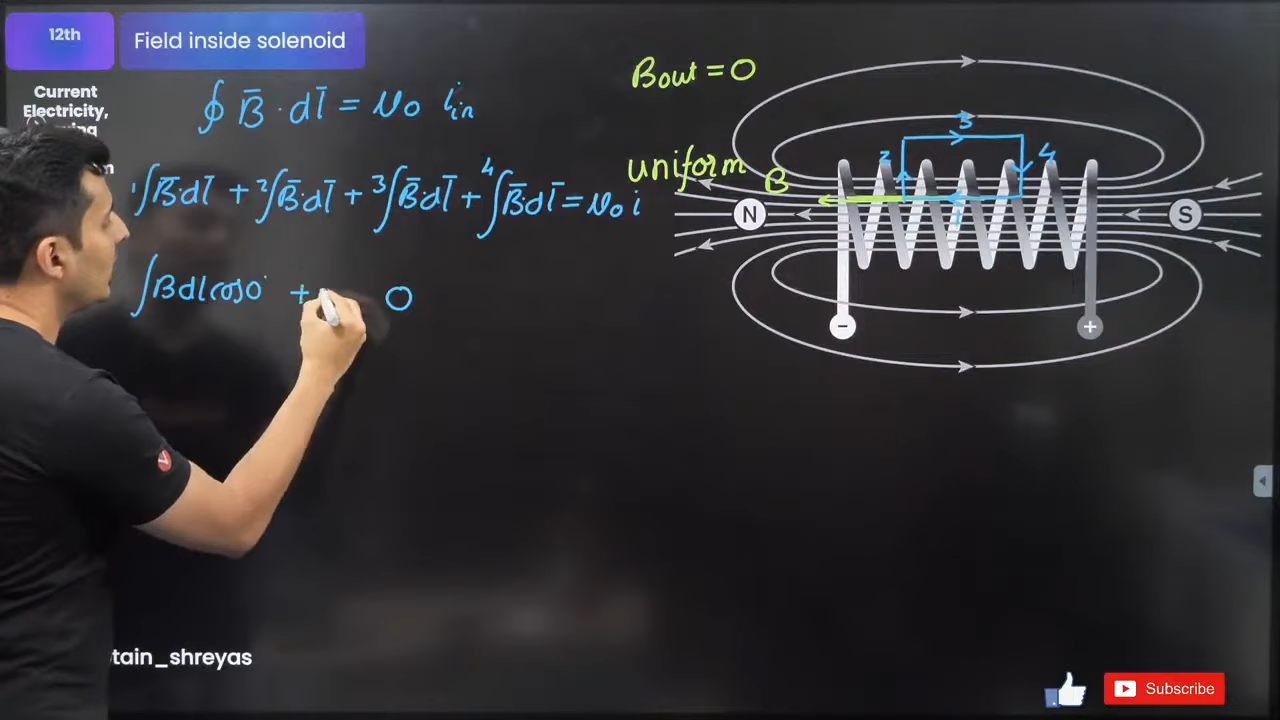 12th
Field inside solenoid
Current
Electricity,
∮ B̄ · dl̄ = μ₀ i_in
B_out = 0
1∫B̄·dl̄ + 2∫B̄·dl̄ + 3∫B̄·dl̄ + 4∫B̄·dl̄ = μ₀ i
uniform
B
2
3
4
1
N
S
∫Bdl cos0° + 0
-
+
tain_shreyas
Subscribe